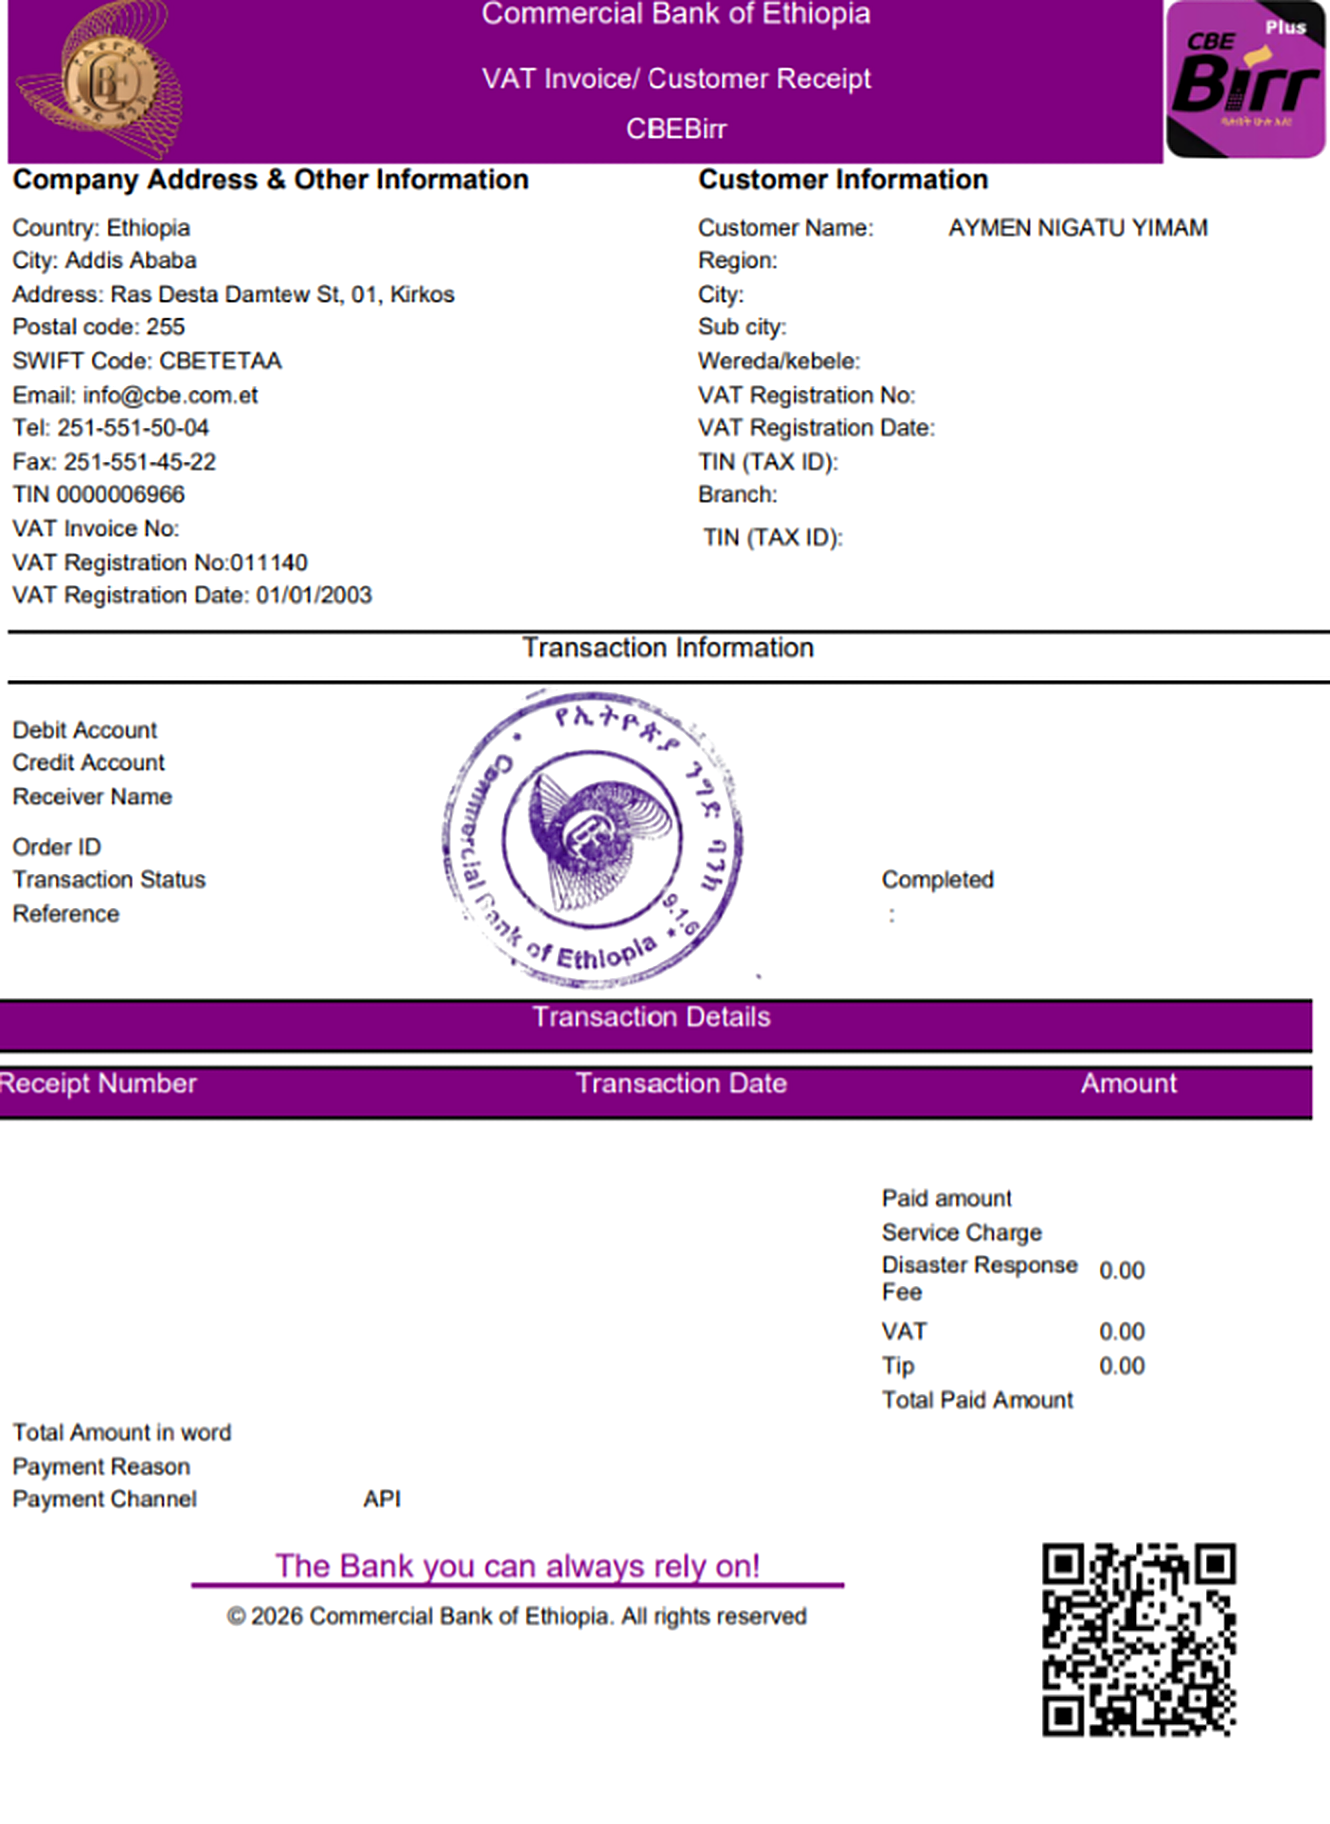 Commercial Bank of Ethiopia
VAT Invoice/ Customer Receipt
CBEBirr
CBE
Plus
Birr
Company Address & Other Information
Country: Ethiopia
City: Addis Ababa
Address: Ras Desta Damtew St, 01, Kirkos
Postal code: 255
SWIFT Code: CBETETAA
Email: info@cbe.com.et
Tel: 251-551-50-04
Fax: 251-551-45-22
TIN 0000006966
VAT Invoice No:
VAT Registration No:011140
VAT Registration Date: 01/01/2003
Customer Information
Customer Name: AYMEN NIGATU YIMAM
Region:
City:
Sub city:
Wereda/kebele:
VAT Registration No:
VAT Registration Date:
TIN (TAX ID):
Branch:
TIN (TAX ID):
Transaction Information
Debit Account
Credit Account
Receiver Name
Order ID
Transaction Status Completed
Reference :
የኢትዮጵያ ንግድ ባንክ
Commercial Bank of Ethiopia
9.1.6
Transaction Details
Receipt Number Transaction Date Amount
Paid amount
Service Charge
Disaster Response 0.00
Fee
VAT 0.00
Tip 0.00
Total Paid Amount
Total Amount in word
Payment Reason
Payment Channel API
The Bank you can always rely on!
© 2026 Commercial Bank of Ethiopia. All rights reserved